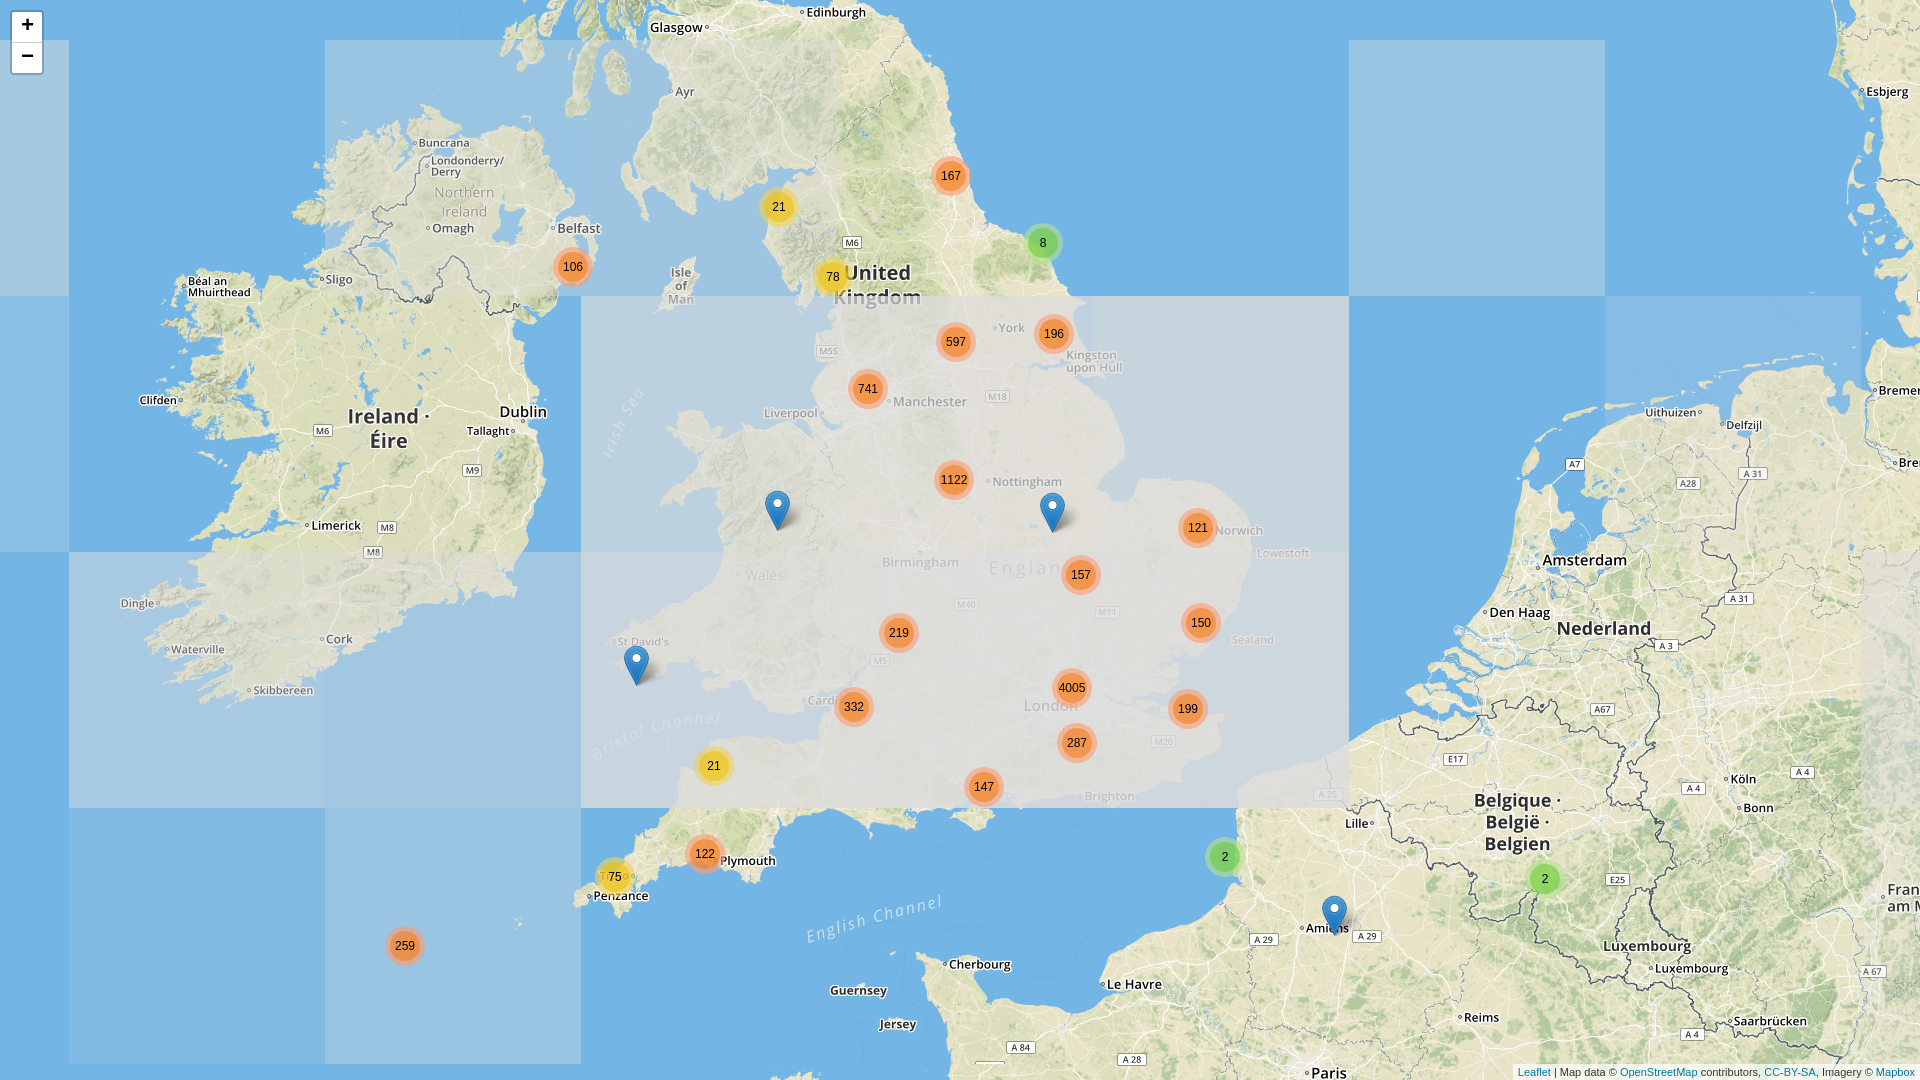 +
−
Edinburgh
Glasgow
Ayr
Esbjerg
Buncrana
Londonderry/
Derry
Northern
Ireland
Omagh
Belfast
167
21
M6
8
106
78
United
Kingdom
Isle
of
Man
Sligo
Béal an
Mhuirthead
York
196
597
M55
Kingston
upon Hull
741
Manchester
M18
Liverpool
Irish Sea
Clifden
Ireland ·
Éire
Dublin
Tallaght
M6
M9
Uithuizen
Delfzijl
A7
A 31
A28
1122
Nottingham
Limerick
M8
M8
121
Norwich
Lowestoft
Birmingham
Wales
157
Amsterdam
Den Haag
Nederland
A 31
A 3
Dingle
M40
M11
219
150
Sealand
Cork
Waterville
Skibbereen
St David's
M5
332
4005
London
199
287
M20
Bristol Channel
21
147
Brighton
A67
E17
A 25
A 4
A 4
Köln
Bonn
Belgique ·
België ·
Belgien
Lille
122
Plymouth
75
Penzance
2
2
E25
English Channel
259
Amiens
A 29
A 29
Luxembourg
Luxembourg
A 67
Cherbourg
Guernsey
Le Havre
Jersey
Reims
Saarbrücken
A 84
A 28
A 4
Paris
Leaflet | Map data © OpenStreetMap contributors, CC-BY-SA, Imagery © Mapbox